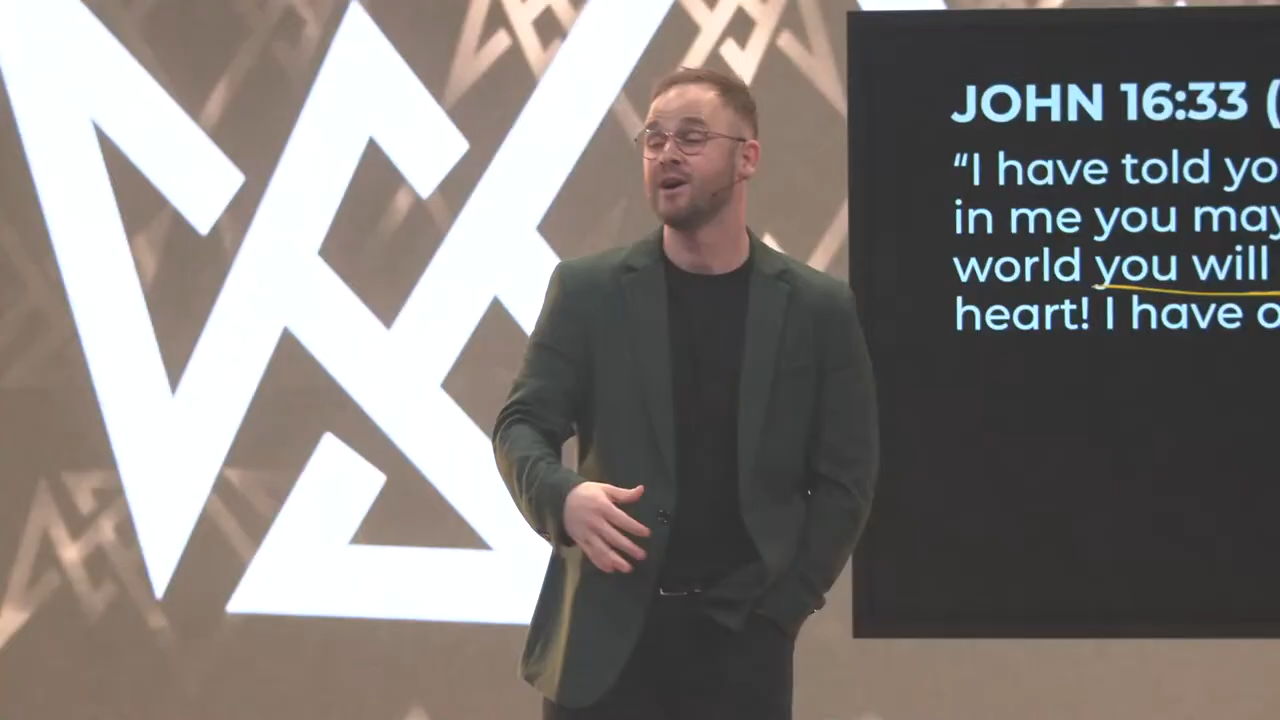 JOHN 16:33 (
“I have told yo
in me you may
world you will
heart! I have o